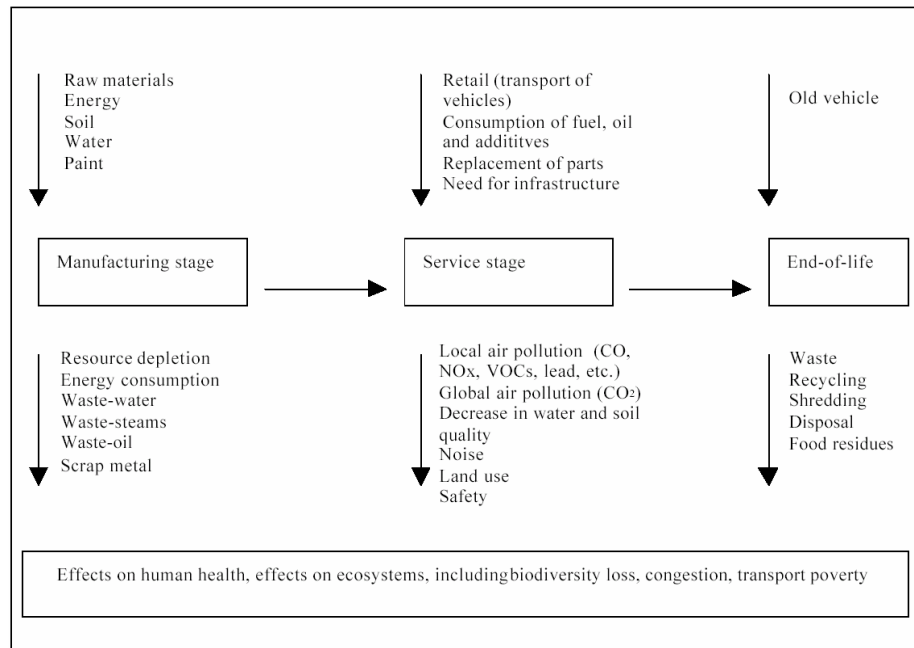 Raw materials
Energy
Soil
Water
Paint
Retail (transport of
vehicles)
Consumption of fuel, oil
and addititves
Replacement of parts
Need for infrastructure
Old vehicle
Manufacturing stage
Service stage
End-of-life
Resource depletion
Energy consumption
Waste-water
Waste-steams
Waste-oil
Scrap metal
Local air pollution (CO,
NOx, VOCs, lead, etc.)
Global air pollution (CO2)
Decrease in water and soil
quality
Noise
Land use
Safety
Waste
Recycling
Shredding
Disposal
Food residues
Effects on human health, effects on ecosystems, including biodiversity loss, congestion, transport poverty